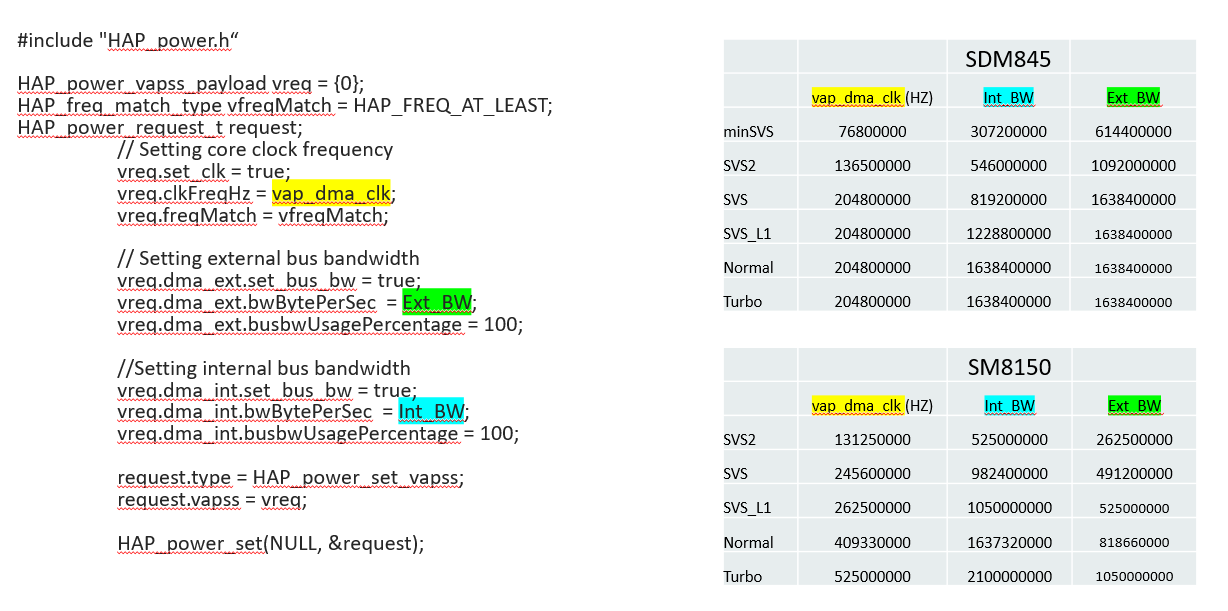 #include "HAP_power.h“
HAP_power_vapss_payload vreq = {0};
HAP_freq_match_type vfreqMatch = HAP_FREQ_AT_LEAST;
HAP_power_request_t request;
// Setting core clock frequency
vreq.set_clk = true;
vreq.clkFreqHz = vap_dma_clk;
vreq.freqMatch = vfreqMatch;
// Setting external bus bandwidth
vreq.dma_ext.set_bus_bw = true;
vreq.dma_ext.bwBytePerSec = Ext_BW;
vreq.dma_ext.busbwUsagePercentage = 100;
//Setting internal bus bandwidth
vreq.dma_int.set_bus_bw = true;
vreq.dma_int.bwBytePerSec = Int_BW;
vreq.dma_int.busbwUsagePercentage = 100;
request.type = HAP_power_set_vapss;
request.vapss = vreq;
HAP_power_set(NULL, &request);
SDM845
vap_dma_clk (HZ) Int_BW Ext_BW
minSVS 76800000 307200000 614400000
SVS2 136500000 546000000 1092000000
SVS 204800000 819200000 1638400000
SVS_L1 204800000 1228800000 1638400000
Normal 204800000 1638400000 1638400000
Turbo 204800000 1638400000 1638400000
SM8150
vap_dma_clk (HZ) Int_BW Ext_BW
SVS2 131250000 525000000 262500000
SVS 245600000 982400000 491200000
SVS_L1 262500000 1050000000 525000000
Normal 409330000 1637320000 818660000
Turbo 525000000 2100000000 1050000000